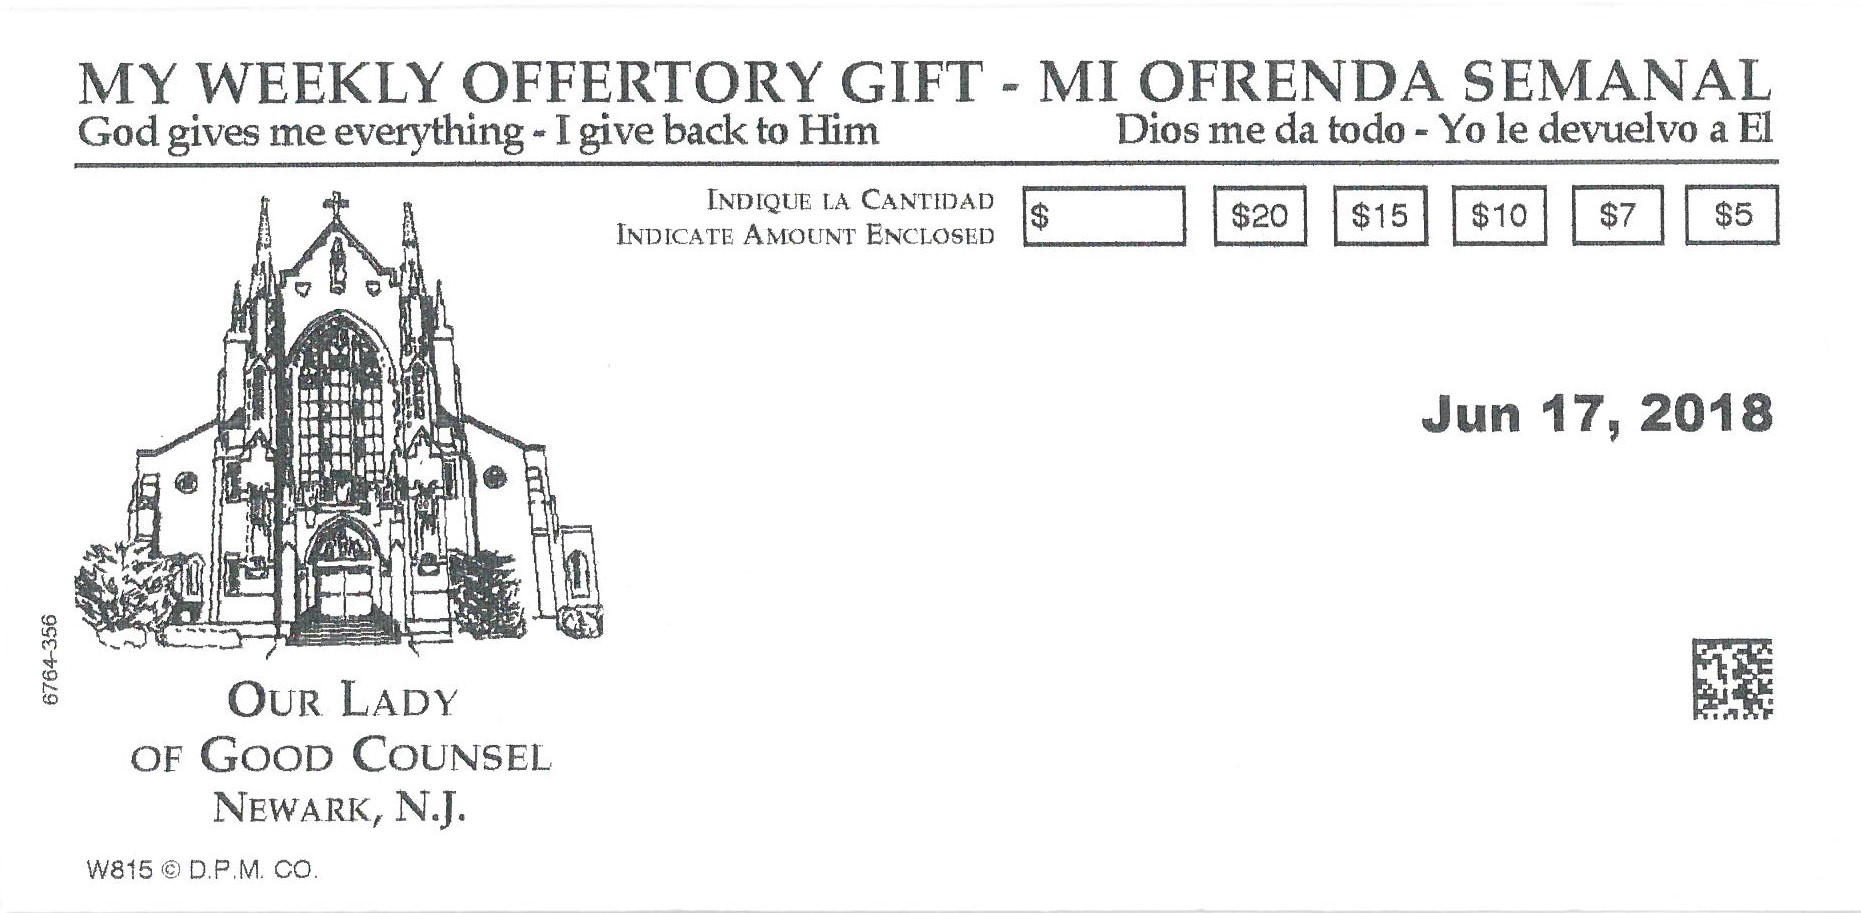 MY WEEKLY OFFERTORY GIFT - MI OFRENDA SEMANAL
God gives me everything - I give back to Him Dios me da todo - Yo le devuelvo a El
INDIQUE LA CANTIDAD
INDICATE AMOUNT ENCLOSED
$ $20 $15 $10 $7 $5
Jun 17, 2018
6764-356
OUR LADY
OF GOOD COUNSEL
NEWARK, N.J.
W815 © D.P.M. CO.